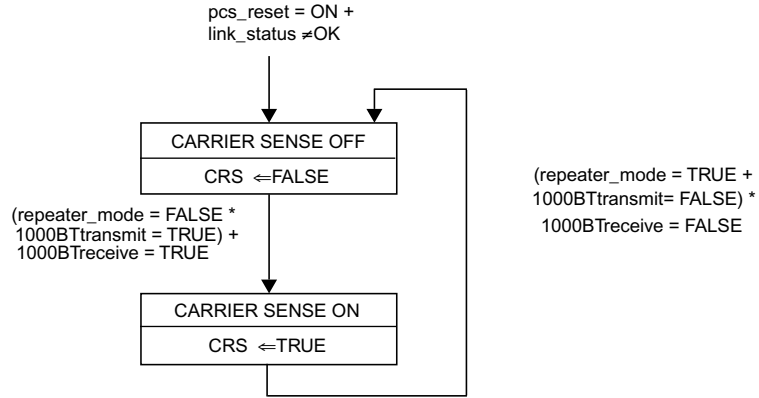 pcs_reset = ON +
link_status ≠OK
CARRIER SENSE OFF
CRS ⇐FALSE
(repeater_mode = FALSE *
1000BTtransmit = TRUE) +
1000BTreceive = TRUE
(repeater_mode = TRUE +
1000BTtransmit= FALSE) *
1000BTreceive = FALSE
CARRIER SENSE ON
CRS ⇐TRUE